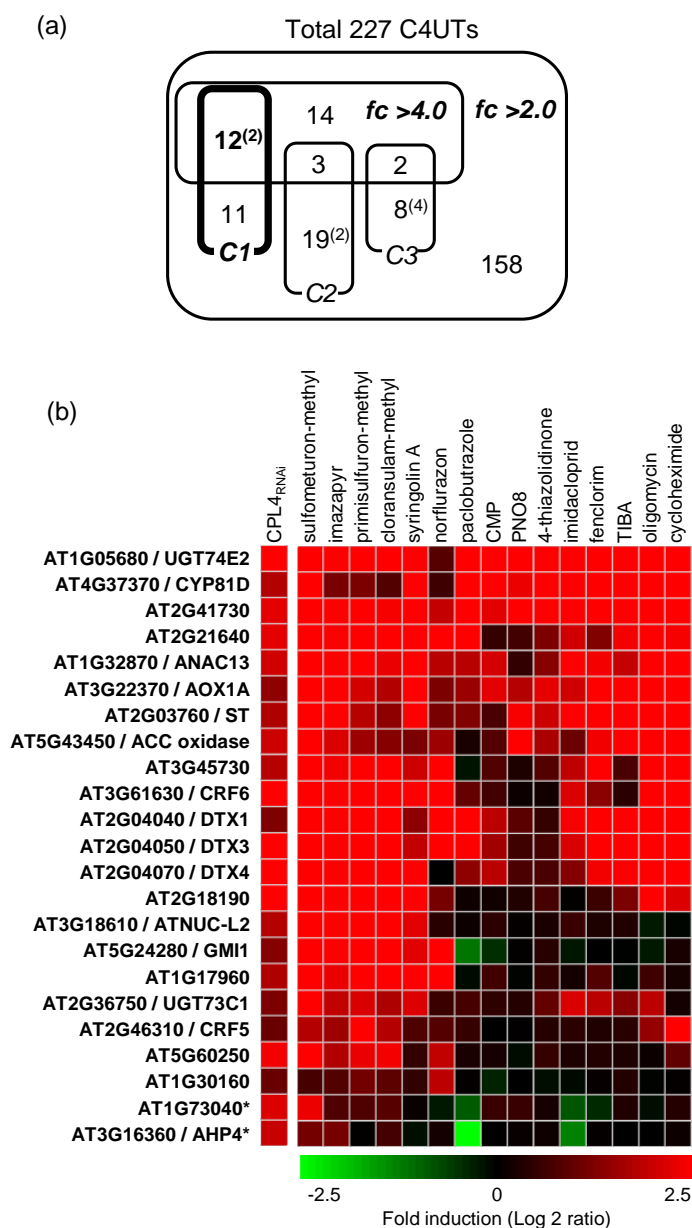 (a)
Total 227 C4UTs
14
fc >4.0
fc >2.0
12(2)
3
2
11
19(2)
8(4)
C1
C2
C3
158
(b)
CPL4RNAi
sulfometuron-methyl
imazapyr
primisulfuron-methyl
cloransulam-methyl
syringolin A
norflurazon
paclobutrazole
CMP
PNO8
4-thiazolidinone
imidacloprid
fenclorim
TIBA
oligomycin
cycloheximide
AT1G05680 / UGT74E2
AT4G37370 / CYP81D
AT2G41730
AT2G21640
AT1G32870 / ANAC13
AT3G22370 / AOX1A
AT2G03760 / ST
AT5G43450 / ACC oxidase
AT3G45730
AT3G61630 / CRF6
AT2G04040 / DTX1
AT2G04050 / DTX3
AT2G04070 / DTX4
AT2G18190
AT3G18610 / ATNUC-L2
AT5G24280 / GMI1
AT1G17960
AT2G36750 / UGT73C1
AT2G46310 / CRF5
AT5G60250
AT1G30160
AT1G73040*
AT3G16360 / AHP4*
-2.5
0
2.5
Fold induction (Log 2 ratio)